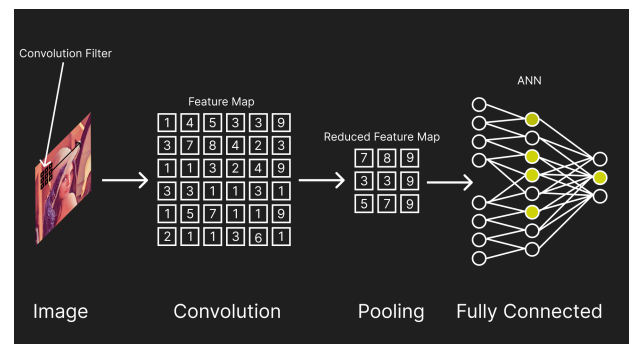 Convolution Filter
ANN
Feature Map
1 4 5 3 3 9
3 7 8 4 2 3
1 1 3 2 4 9
3 3 1 1 3 1
1 5 7 1 1 9
2 1 1 3 6 1
Reduced Feature Map
7 8 9
3 3 9
5 7 9
Image
Convolution
Pooling
Fully Connected